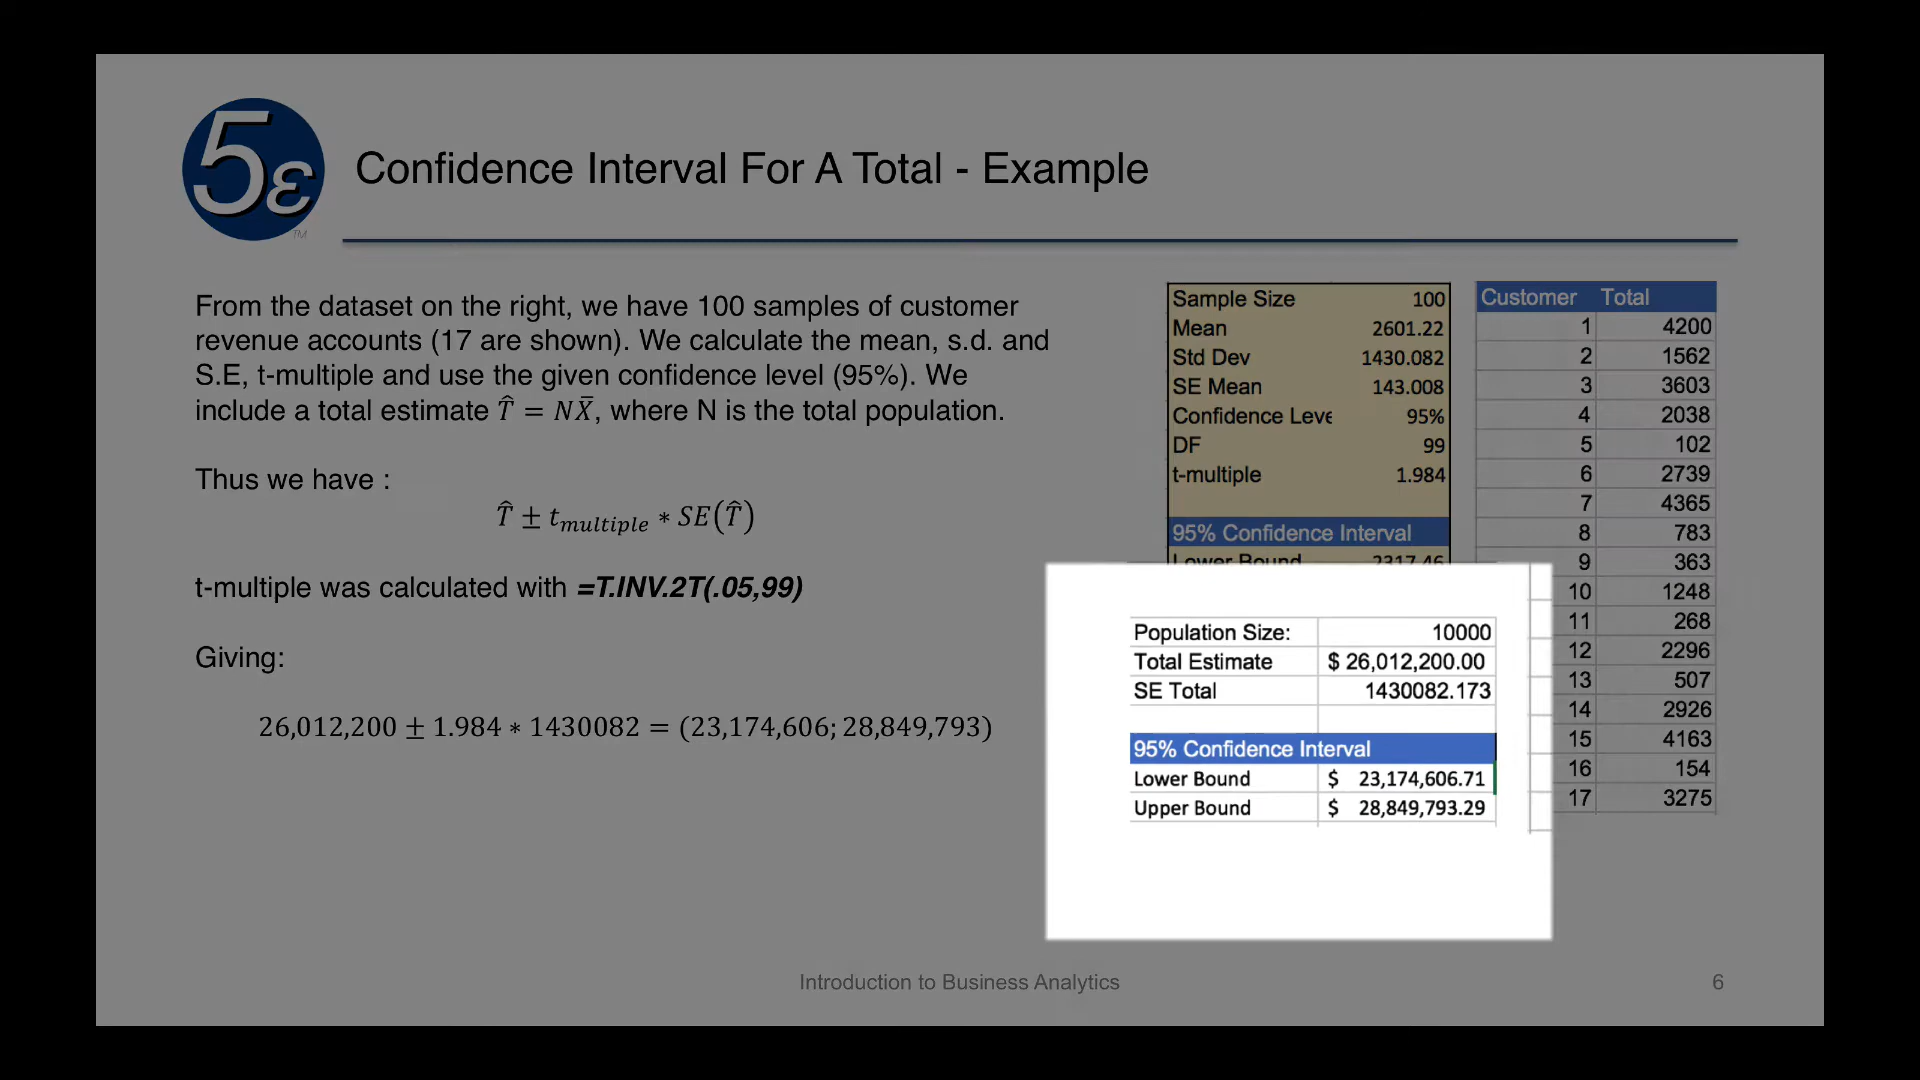 5ε
TM
Confidence Interval For A Total - Example
From the dataset on the right, we have 100 samples of customer
revenue accounts (17 are shown). We calculate the mean, s.d. and
S.E, t-multiple and use the given confidence level (95%). We
include a total estimate T̂ = NX̄, where N is the total population.
Thus we have :
T̂ ± t_multiple ∗ SE(T̂)
t-multiple was calculated with =T.INV.2T(.05,99)
Giving:
26,012,200 ± 1.984 ∗ 1430082 = (23,174,606; 28,849,793)
Sample Size 100
Mean 2601.22
Std Dev 1430.082
SE Mean 143.008
Confidence Leve 95%
DF 99
t-multiple 1.984
95% Confidence Interval
Lower Bound 2317.46
Population Size: 10000
Total Estimate $ 26,012,200.00
SE Total 1430082.173
95% Confidence Interval
Lower Bound $ 23,174,606.71
Upper Bound $ 28,849,793.29
Customer Total
1 4200
2 1562
3 3603
4 2038
5 102
6 2739
7 4365
8 783
9 363
10 1248
11 268
12 2296
13 507
14 2926
15 4163
16 154
17 3275
Introduction to Business Analytics
6